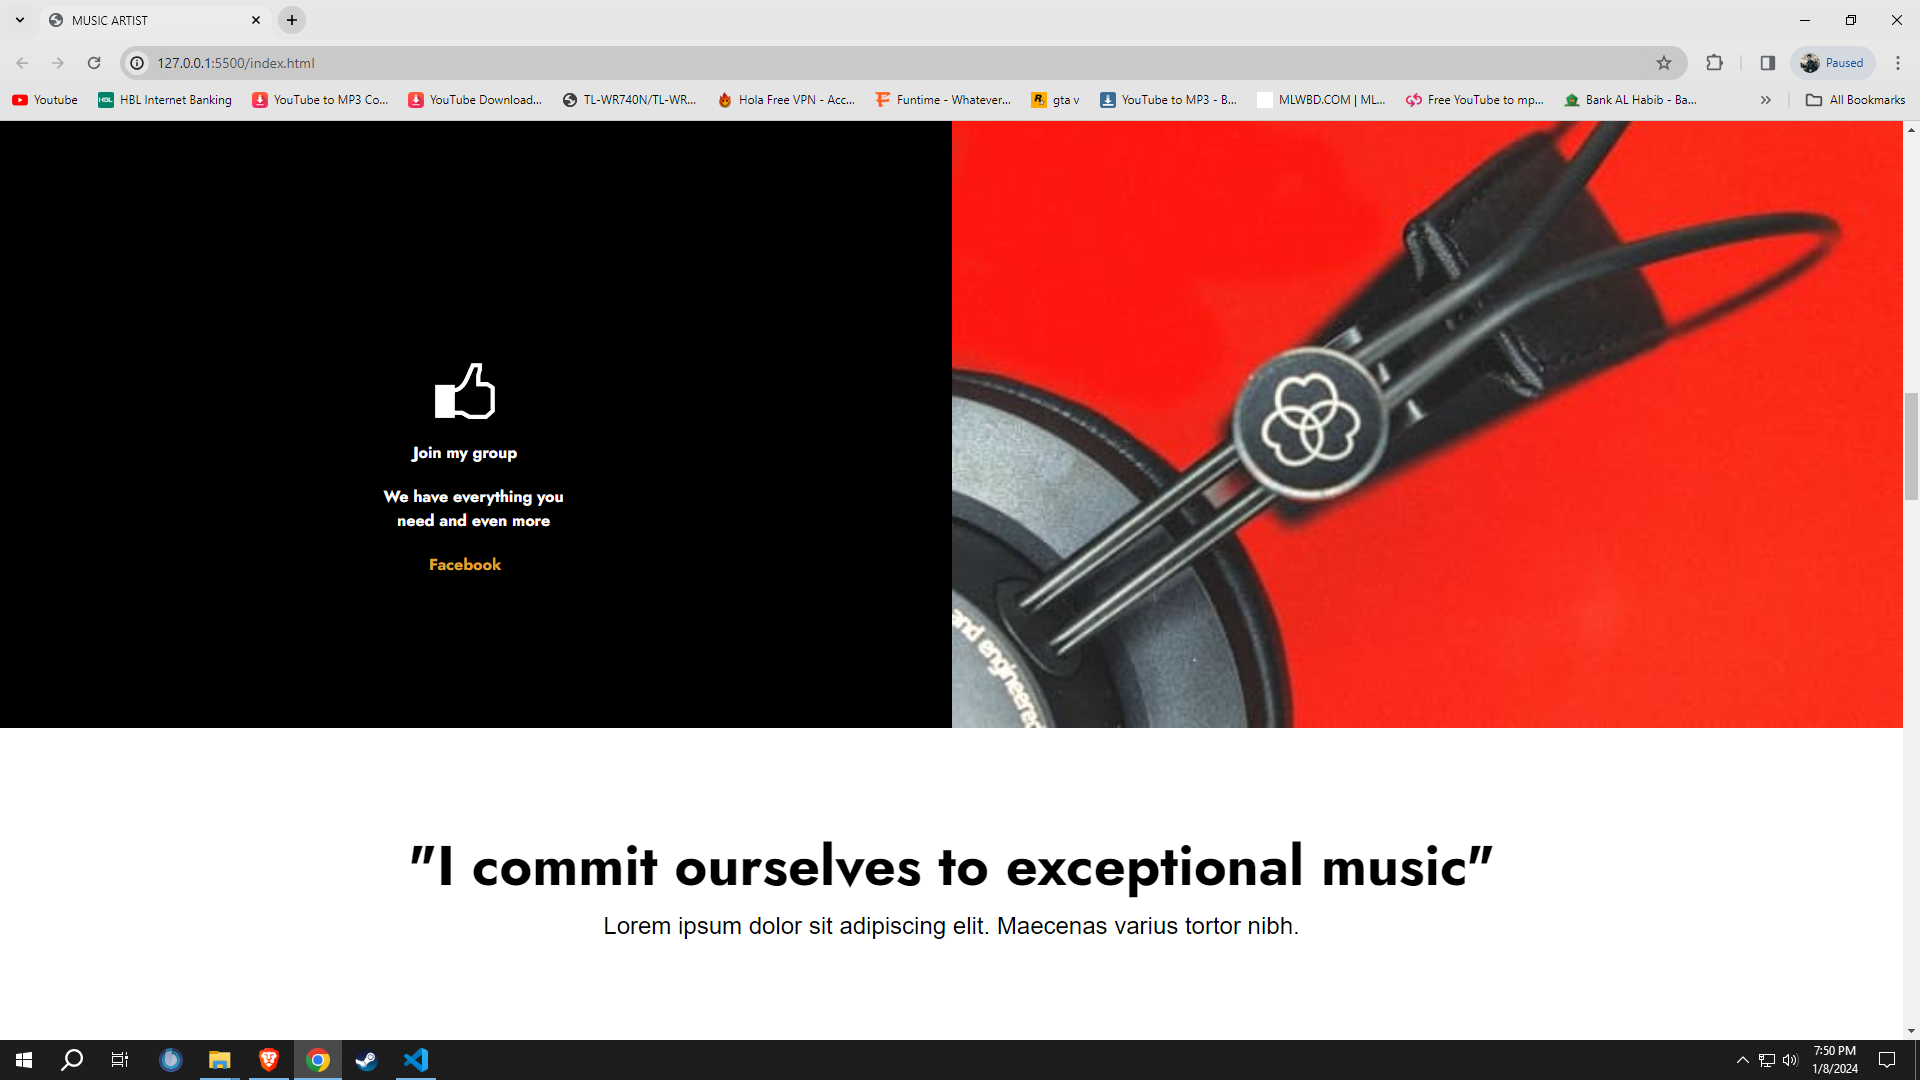 MUSIC ARTIST
127.0.0.1:5500/index.html
Paused
Youtube
HBL Internet Banking
YouTube to MP3 Co...
YouTube Download...
TL-WR740N/TL-WR...
Hola Free VPN - Acc...
Funtime - Whatever...
gta v
YouTube to MP3 - B...
MLWBD.COM | ML...
Free YouTube to mp...
Bank AL Habib - Ba...
All Bookmarks
Join my group
We have everything you
need and even more
Facebook
and engineered
"I commit ourselves to exceptional music"
Lorem ipsum dolor sit adipiscing elit. Maecenas varius tortor nibh.
7:50 PM
1/8/2024